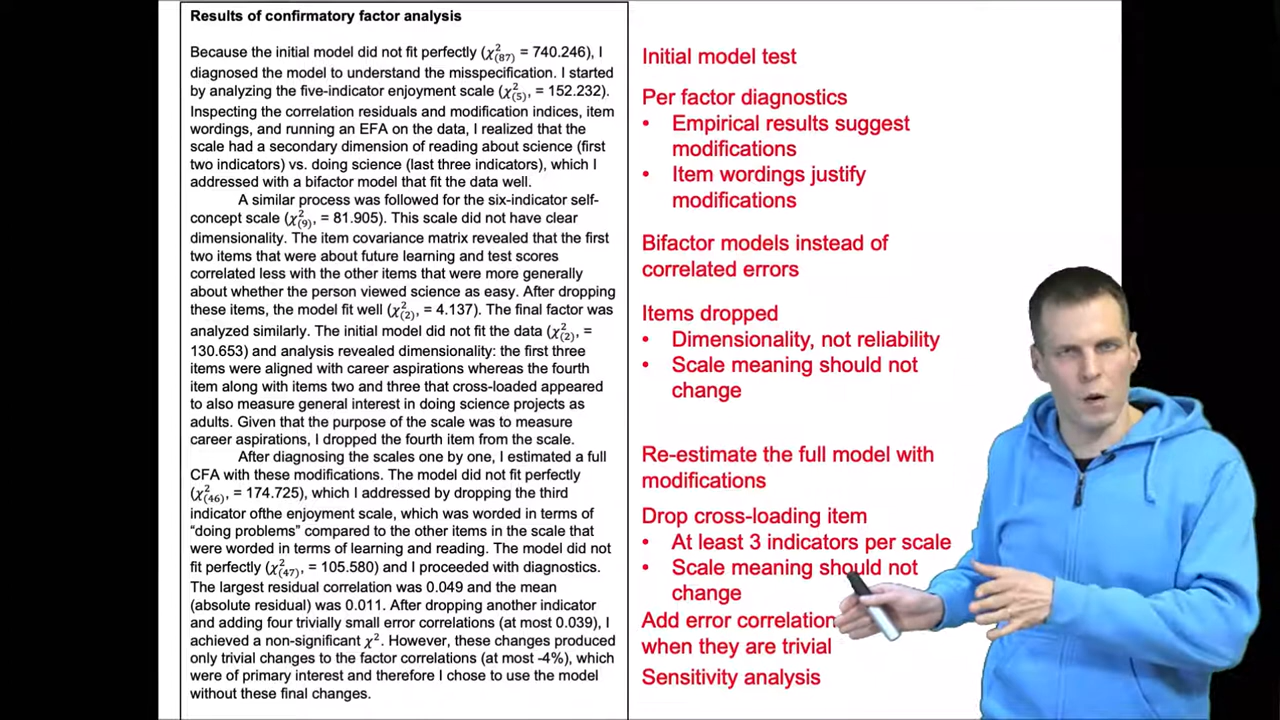 Results of confirmatory factor analysis
Because the initial model did not fit perfectly (χ²₍₈₇₎ = 740.246), I
diagnosed the model to understand the misspecification. I started
by analyzing the five-indicator enjoyment scale (χ²₍₅₎, = 152.232).
Inspecting the correlation residuals and modification indices, item
wordings, and running an EFA on the data, I realized that the
scale had a secondary dimension of reading about science (first
two indicators) vs. doing science (last three indicators), which I
addressed with a bifactor model that fit the data well.
A similar process was followed for the six-indicator self-
concept scale (χ²₍₉₎, = 81.905). This scale did not have clear
dimensionality. The item covariance matrix revealed that the first
two items that were about future learning and test scores
correlated less with the other items that were more generally
about whether the person viewed science as easy. After dropping
these items, the model fit well (χ²₍₂₎, = 4.137). The final factor was
analyzed similarly. The initial model did not fit the data (χ²₍₂₎, =
130.653) and analysis revealed dimensionality: the first three
items were aligned with career aspirations whereas the fourth
item along with items two and three that cross-loaded appeared
to also measure general interest in doing science projects as
adults. Given that the purpose of the scale was to measure
career aspirations, I dropped the fourth item from the scale.
After diagnosing the scales one by one, I estimated a full
CFA with these modifications. The model did not fit perfectly
(χ²₍₄₆₎, = 174.725), which I addressed by dropping the third
indicator ofthe enjoyment scale, which was worded in terms of
“doing problems” compared to the other items in the scale that
were worded in terms of learning and reading. The model did not
fit perfectly (χ²₍₄₇₎, = 105.580) and I proceeded with diagnostics.
The largest residual correlation was 0.049 and the mean
(absolute residual) was 0.011. After dropping another indicator
and adding four trivially small error correlations (at most 0.039), I
achieved a non-significant χ². However, these changes produced
only trivial changes to the factor correlations (at most -4%), which
were of primary interest and therefore I chose to use the model
without these final changes.
Initial model test
Per factor diagnostics
• Empirical results suggest
modifications
• Item wordings justify
modifications
Bifactor models instead of
correlated errors
Items dropped
• Dimensionality, not reliability
• Scale meaning should not
change
Re-estimate the full model with
modifications
Drop cross-loading item
• At least 3 indicators per scale
• Scale meaning should not
change
Add error correlation
when they are trivial
Sensitivity analysis